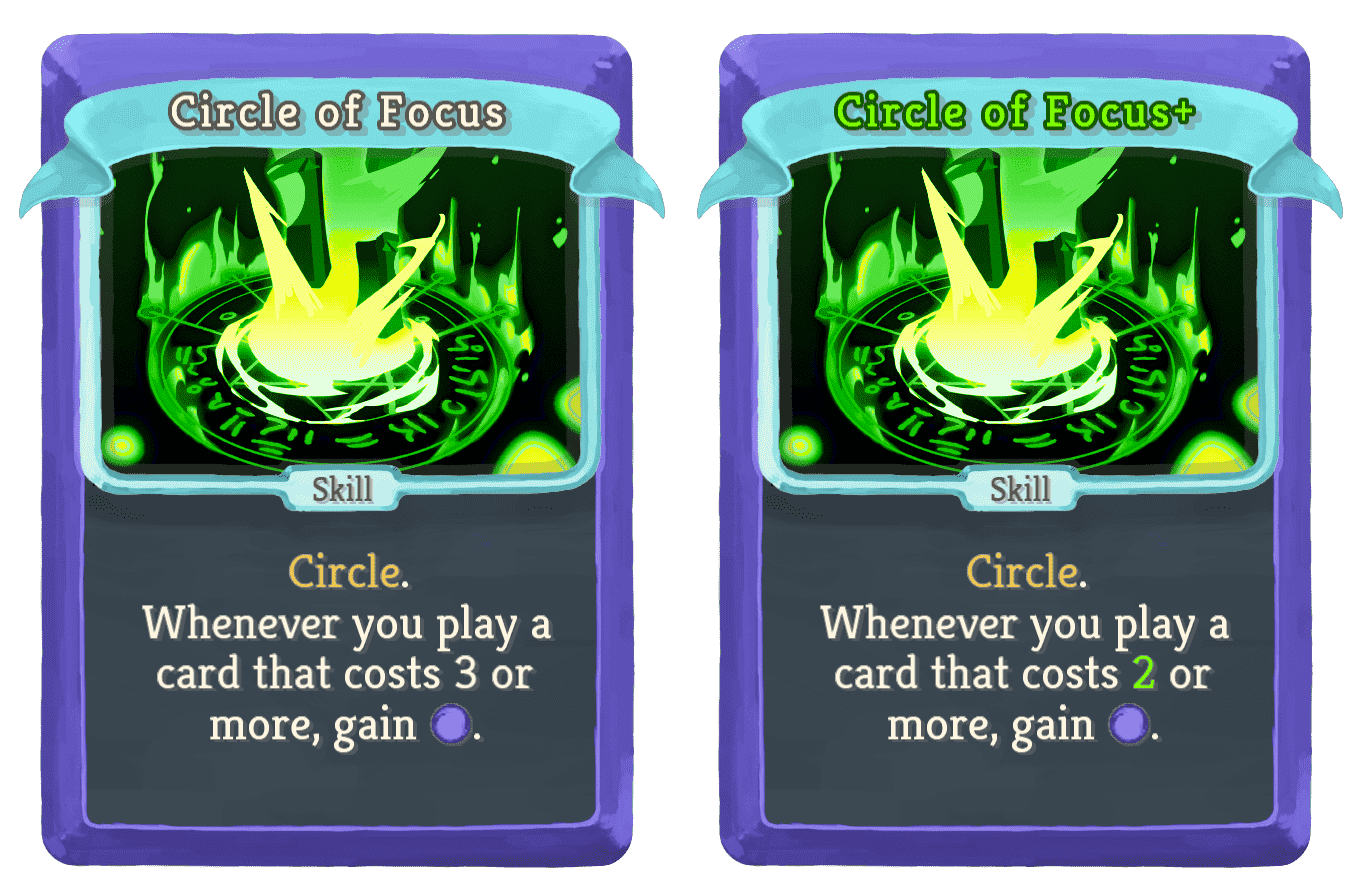 Circle of Focus
Skill
Circle.
Whenever you play a
card that costs 3 or
more, gain .
Circle of Focus+
Skill
Circle.
Whenever you play a
card that costs 2 or
more, gain .